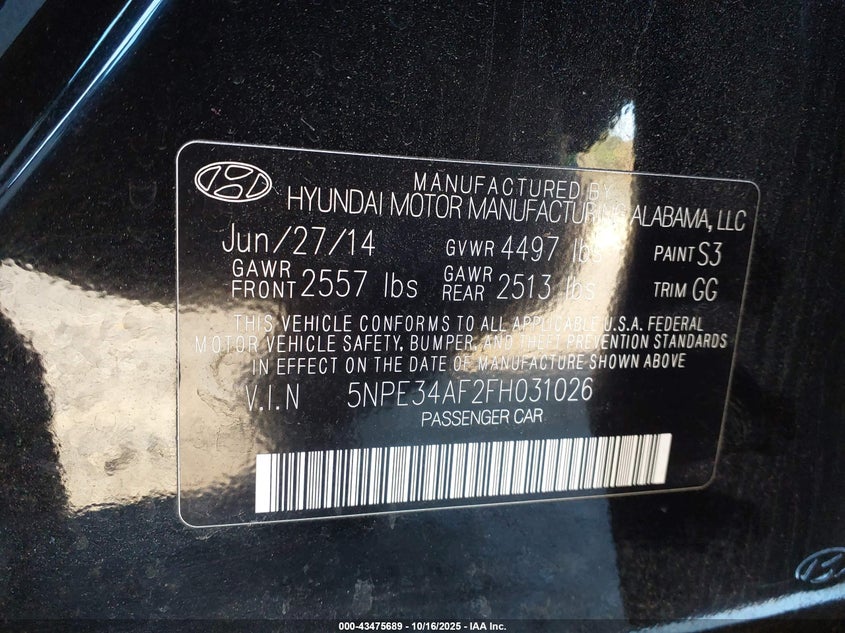 MANUFACTURED BY
HYUNDAI MOTOR MANUFACTURING ALABAMA, LLC
Jun/27/14 GVWR 4497 lbs PAINT S3
GAWR FRONT 2557 lbs GAWR REAR 2513 lbs TRIM GG
THIS VEHICLE CONFORMS TO ALL APPLICABLE U.S.A. FEDERAL
MOTOR VEHICLE SAFETY, BUMPER, AND THEFT PREVENTION STANDARDS
IN EFFECT ON THE DATE OF MANUFACTURE SHOWN ABOVE
V.I.N 5NPE34AF2FH031026
PASSENGER CAR
000-43475689 - 10/16/2025 - IAA Inc.